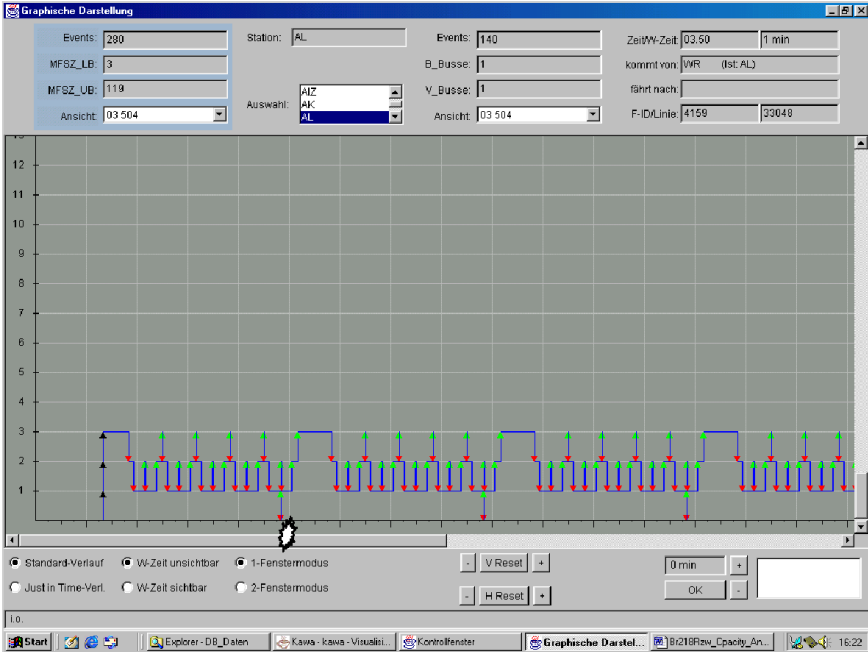 Graphische Darstellung
Events: 280
MFSZ_LB: 3
MFSZ_UB: 119
Ansicht: 03 504
Station: AL
Auswahl: AIZ
AK
AL
Events: 140
B_Busse: 1
V_Busse: 1
Ansicht: 03 504
Zeit/W-Zeit: 03.50 1 min
kommt von: WR (Ist: AL)
fährt nach:
F-ID/Linie: 4159 33048
12
11
10
9
8
7
6
5
4
3
2
1
Standard-Verlauf W-Zeit unsichtbar 1-Fenstermodus
Just in Time-Verl. W-Zeit sichtbar 2-Fenstermodus
- V Reset +
- H Reset +
0 min +
OK -
i.O.
Start Explorer - DB_Daten Kawa - kawa - Visualisi... Kontrollfenster Graphische Darstel... Br218Rzw_Cpacity_An... 16:22